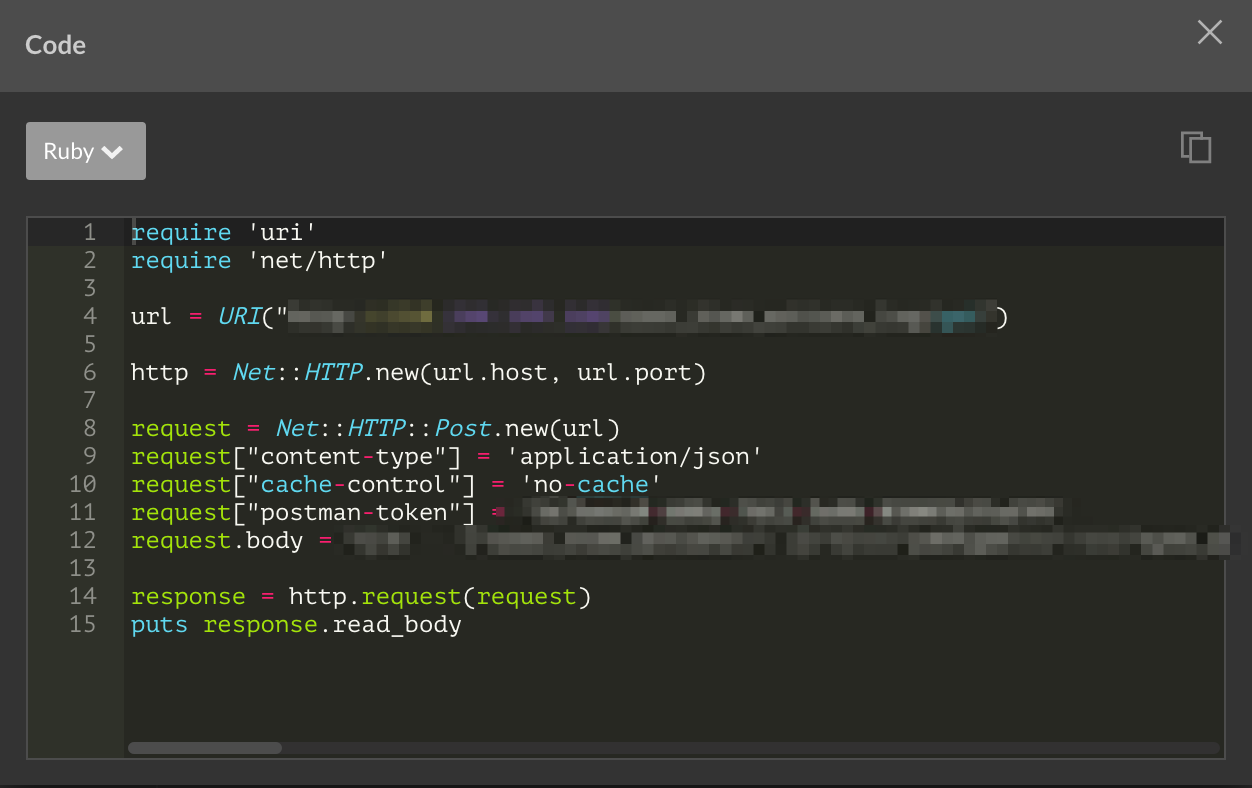 Code
Ruby
1 require 'uri'
2 require 'net/http'
3
4 url = URI(")
5
6 http = Net::HTTP.new(url.host, url.port)
7
8 request = Net::HTTP::Post.new(url)
9 request["content-type"] = 'application/json'
10 request["cache-control"] = 'no-cache'
11 request["postman-token"] =
12 request.body =
13
14 response = http.request(request)
15 puts response.read_body